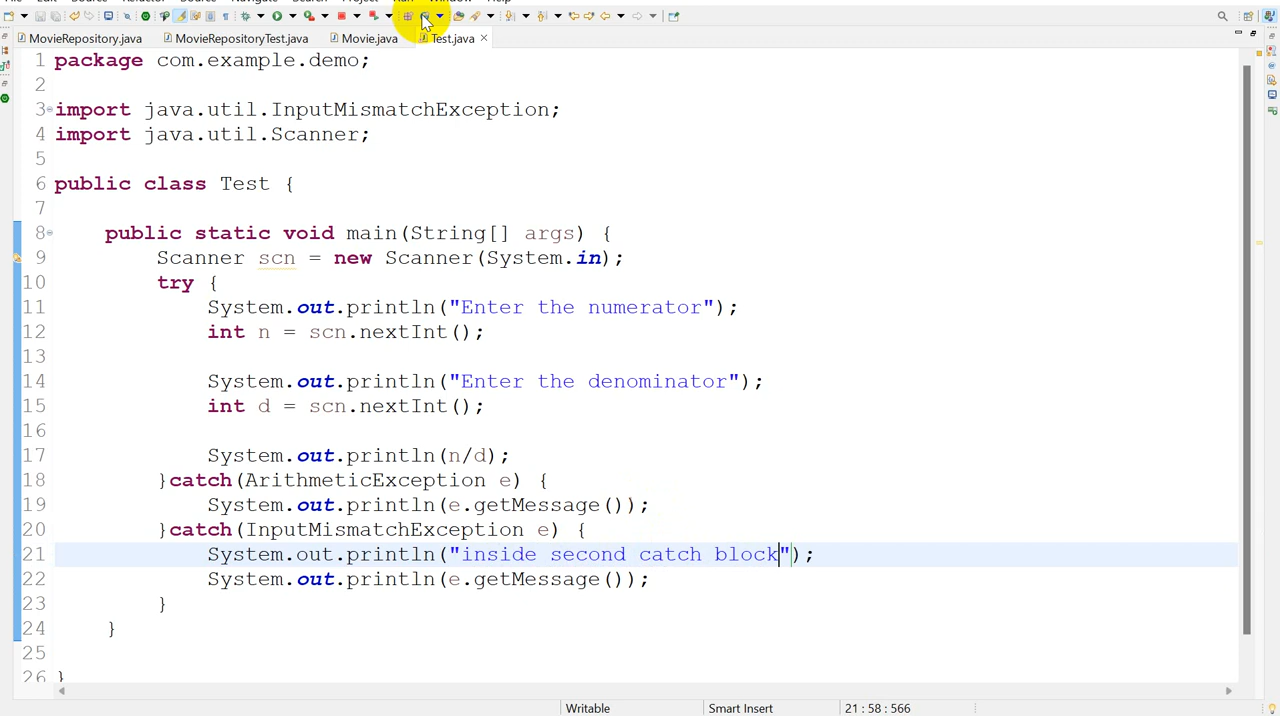 MovieRepository.java MovieRepositoryTest.java Movie.java Test.java
1 package com.example.demo;
2
3 import java.util.InputMismatchException;
4 import java.util.Scanner;
5
6 public class Test {
7
8 public static void main(String[] args) {
9 Scanner scn = new Scanner(System.in);
10 try {
11 System.out.println("Enter the numerator");
12 int n = scn.nextInt();
13
14 System.out.println("Enter the denominator");
15 int d = scn.nextInt();
16
17 System.out.println(n/d);
18 }catch(ArithmeticException e) {
19 System.out.println(e.getMessage());
20 }catch(InputMismatchException e) {
21 System.out.println("inside second catch block");
22 System.out.println(e.getMessage());
23 }
24 }
25
26 }
Writable Smart Insert 21 : 58 : 566